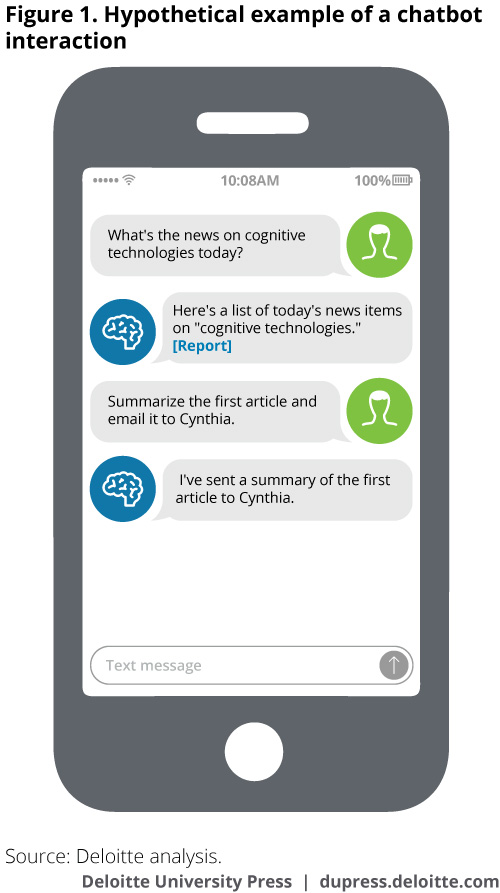 Figure 1. Hypothetical example of a chatbot
interaction
10:08AM
100%
What's the news on cognitive
technologies today?
Here's a list of today's news items
on "cognitive technologies."
[Report]
Summarize the first article and
email it to Cynthia.
I've sent a summary of the first
article to Cynthia.
Text message
Source: Deloitte analysis.
Deloitte University Press | dupress.deloitte.com